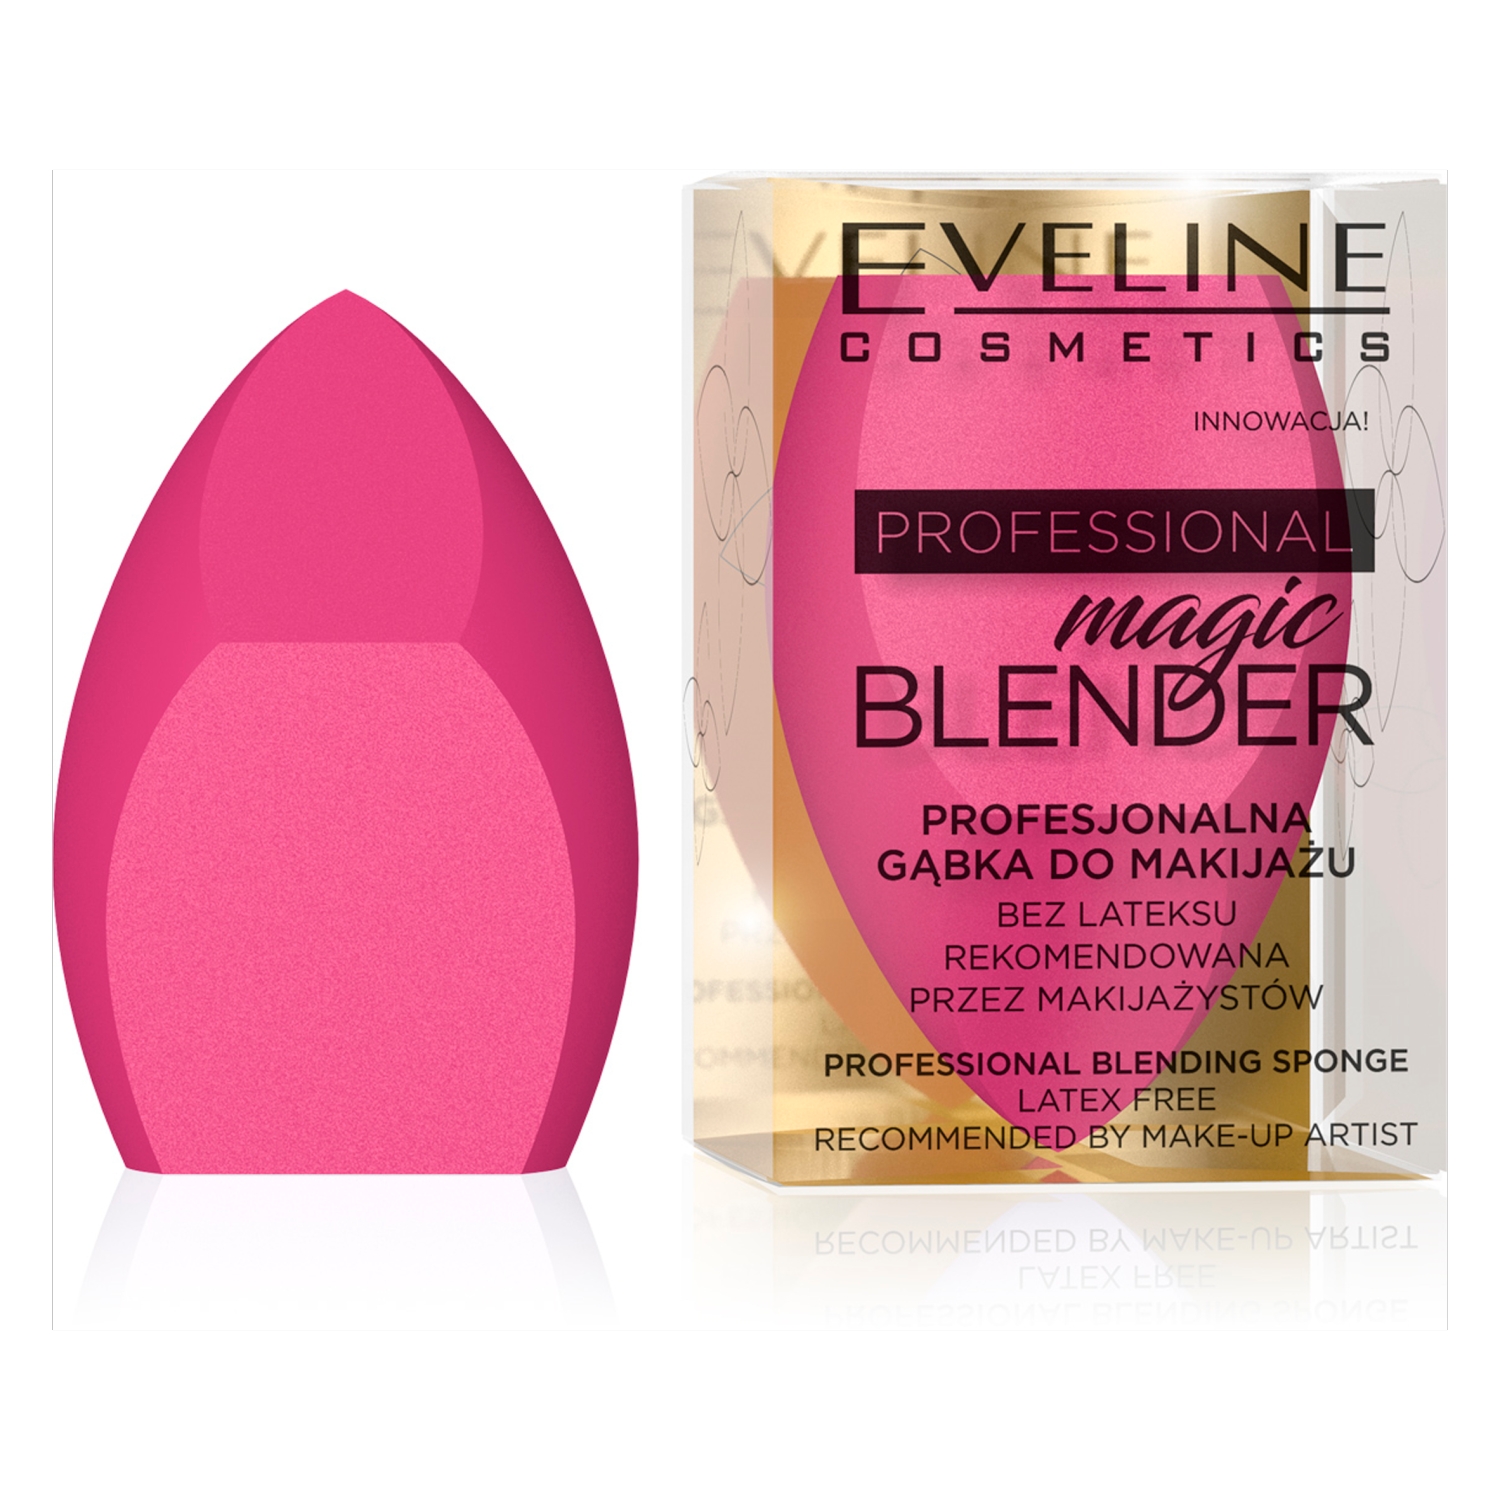 EVELINE
COSMETICS
INNOWACJA!
PROFESSIONAL
magic
BLENDER
PROFESJONALNA
GĄBKA DO MAKIJAŻU
BEZ LATEKSU
REKOMENDOWANA
PRZEZ MAKIJAŻYSTÓW
PROFESSIONAL BLENDING SPONGE
LATEX FREE
RECOMMENDED BY MAKE-UP ARTIST